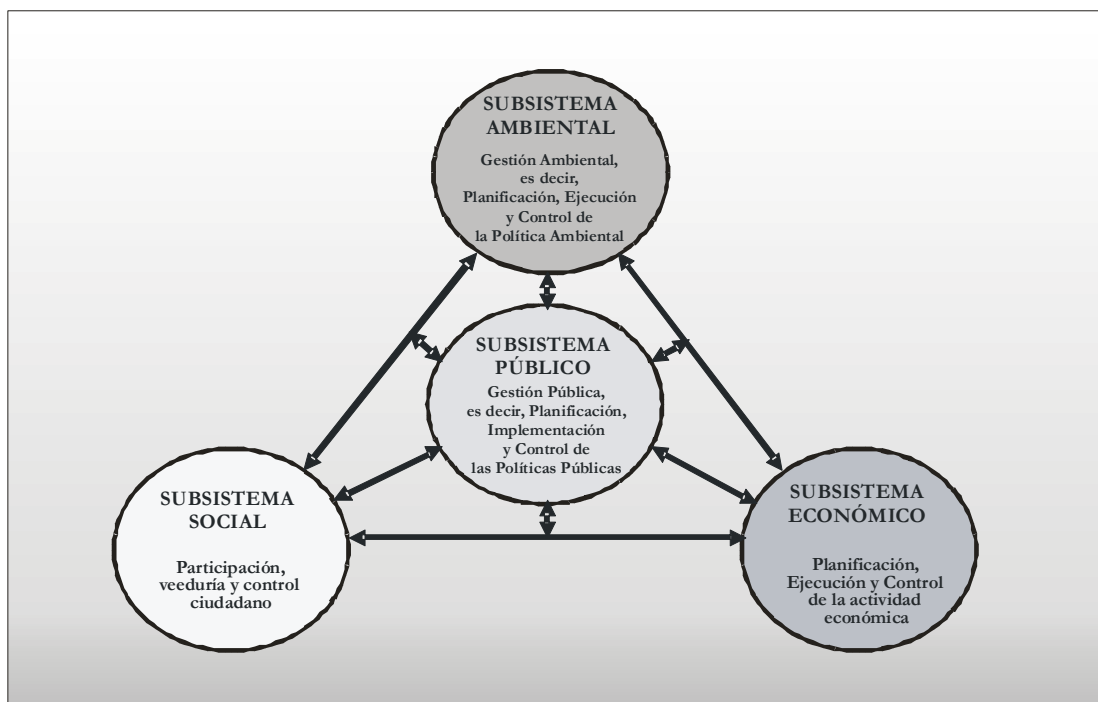 SUBSISTEMA
AMBIENTAL
Gestión Ambiental,
es decir,
Planificación, Ejecución
y Control de
la Política Ambiental
SUBSISTEMA
PÚBLICO
Gestión Pública,
es decir, Planificación,
Implementación
y Control de
las Políticas Públicas
SUBSISTEMA
SOCIAL
Participación,
veeduría y control
ciudadano
SUBSISTEMA
ECONÓMICO
Planificación,
Ejecución y Control
de la actividad
económica